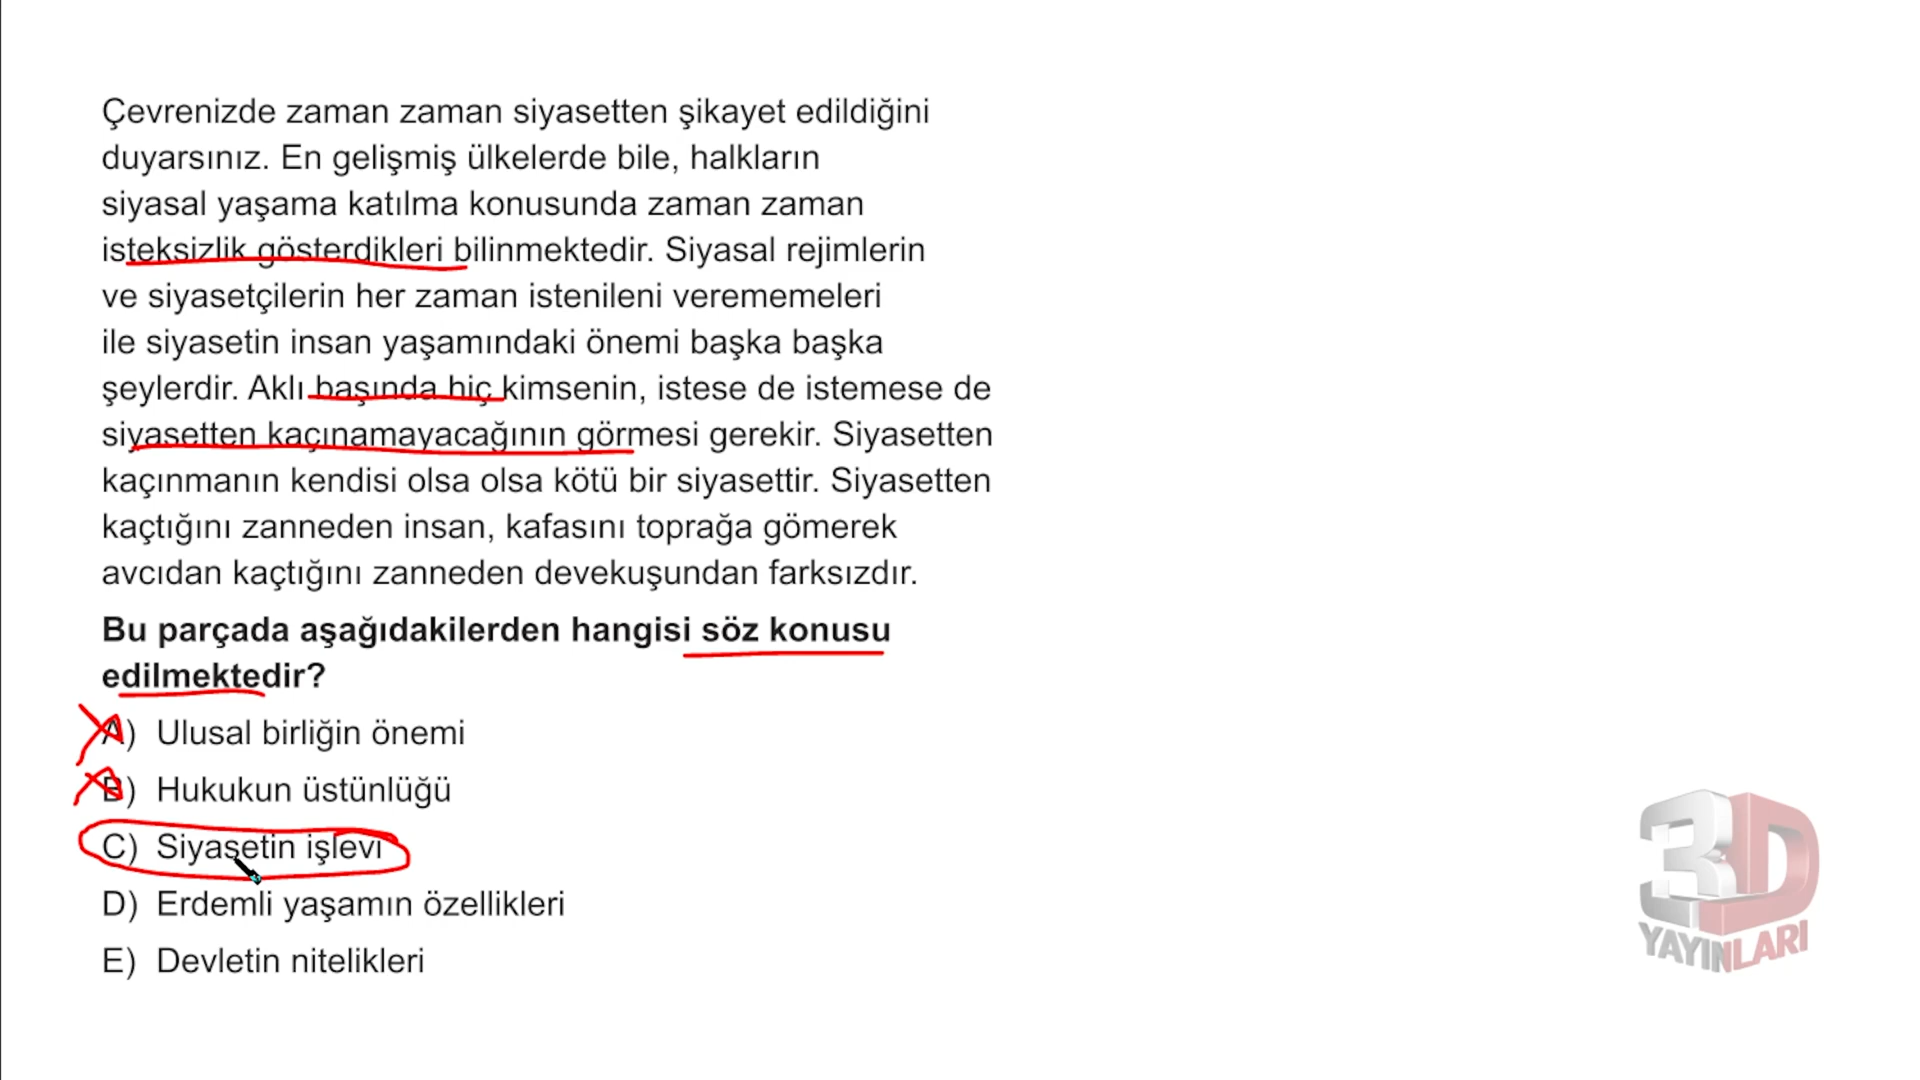 Çevrenizde zaman zaman siyasetten şikayet edildiğini
duyarsınız. En gelişmiş ülkelerde bile, halkların
siyasal yaşama katılma konusunda zaman zaman
isteksizlik gösterdikleri bilinmektedir. Siyasal rejimlerin
ve siyasetçilerin her zaman istenileni verememeleri
ile siyasetin insan yaşamındaki önemi başka başka
şeylerdir. Aklı başında hiç kimsenin, istese de istemese de
siyasetten kaçınamayacağının görmesi gerekir. Siyasetten
kaçınmanın kendisi olsa olsa kötü bir siyasettir. Siyasetten
kaçtığını zanneden insan, kafasını toprağa gömerek
avcıdan kaçtığını zanneden devekuşundan farksızdır.
Bu parçada aşağıdakilerden hangisi söz konusu
edilmektedir?
A) Ulusal birliğin önemi
B) Hukukun üstünlüğü
C) Siyasetin işlevi
D) Erdemli yaşamın özellikleri
E) Devletin nitelikleri
3D
YAYINLARI